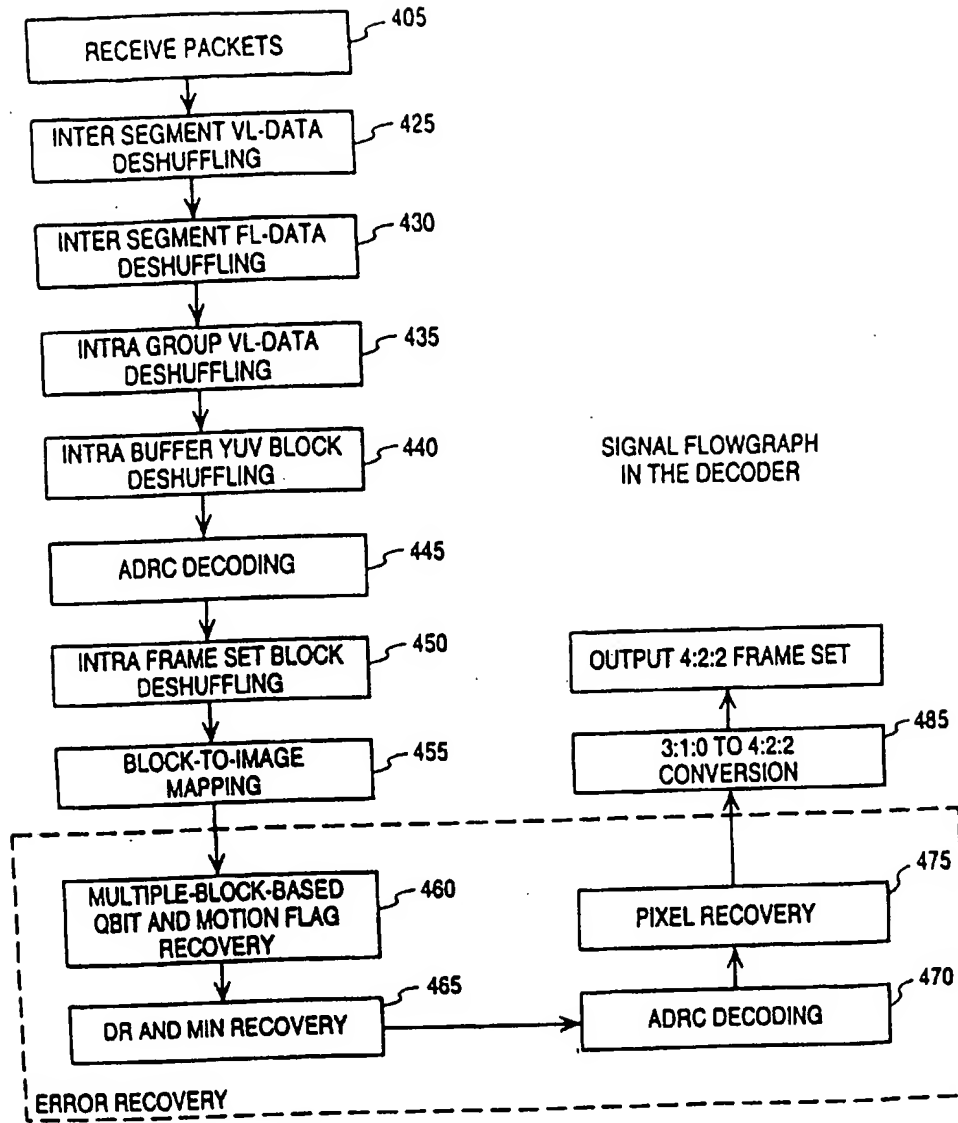 RECEIVE PACKETS
405
INTER SEGMENT VL-DATA
DESHUFFLING
425
INTER SEGMENT FL-DATA
DESHUFFLING
430
INTRA GROUP VL-DATA
DESHUFFLING
435
INTRA BUFFER YUV BLOCK
DESHUFFLING
440
SIGNAL FLOWGRAPH
IN THE DECODER
ADRC DECODING
445
INTRA FRAME SET BLOCK
DESHUFFLING
450
BLOCK-TO-IMAGE
MAPPING
455
MULTIPLE-BLOCK-BASED
QBIT AND MOTION FLAG
RECOVERY
460
DR AND MIN RECOVERY
465
ADRC DECODING
470
PIXEL RECOVERY
475
3:1:0 TO 4:2:2
CONVERSION
485
OUTPUT 4:2:2 FRAME SET
ERROR RECOVERY